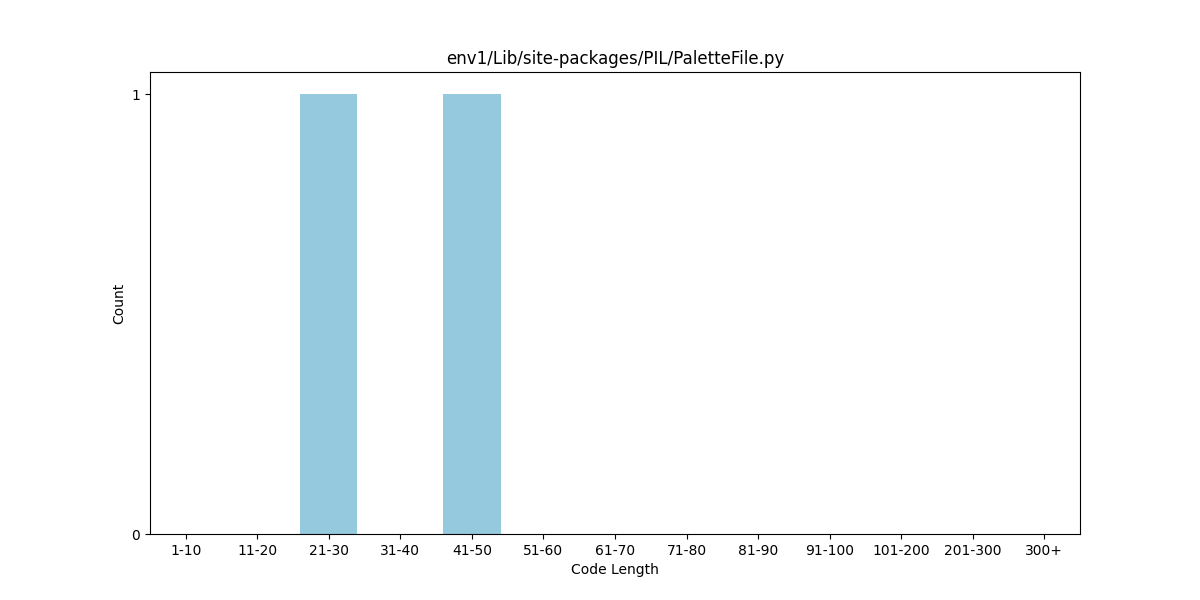 env1/Lib/site-packages/PIL/PaletteFile.py
1
Count
0
1-10 11-20 21-30 31-40 41-50 51-60 61-70 71-80 81-90 91-100 101-200 201-300 300+
Code Length